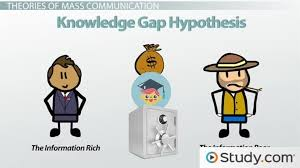 THEORIES OF MASS COMMUNICATION
Knowledge Gap Hypothesis
The Information Rich
The Information Poor
Study.com